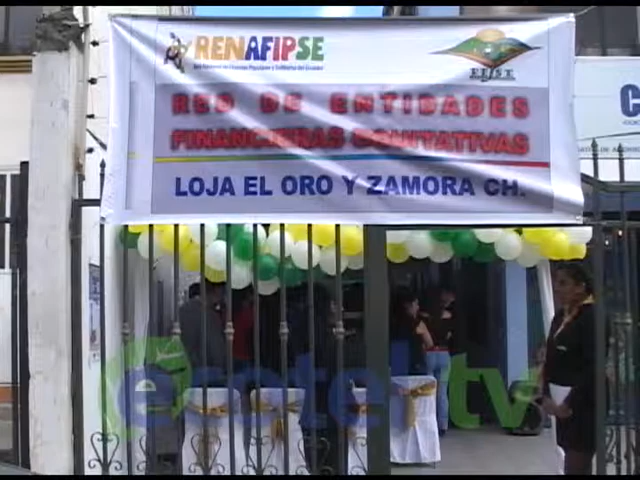 RENAFIPSE
RED DE ENTIDADES
FINANCIERAS EQUITATIVAS
LOJA EL ORO Y ZAMORA CH.
ecotel tv